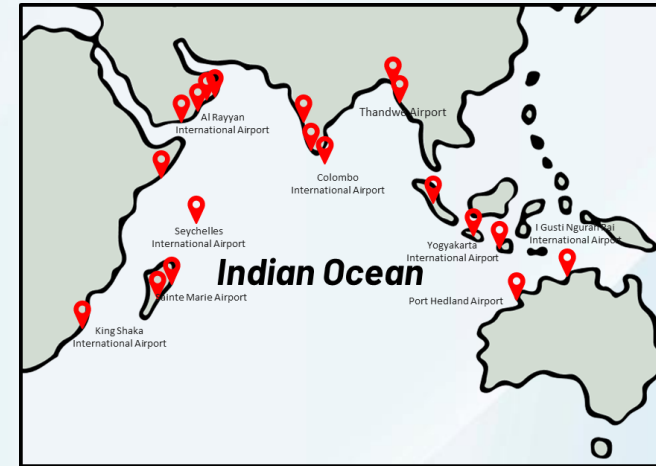 Al Rayyan
International Airport
Thandwe Airport
Colombo
International Airport
Seychelles
International Airport
I Gusti Ngurah Rai
International Airport
Yogyakarta
International Airport
Indian Ocean
Sainte Marie Airport
Port Hedland Airport
King Shaka
International Airport